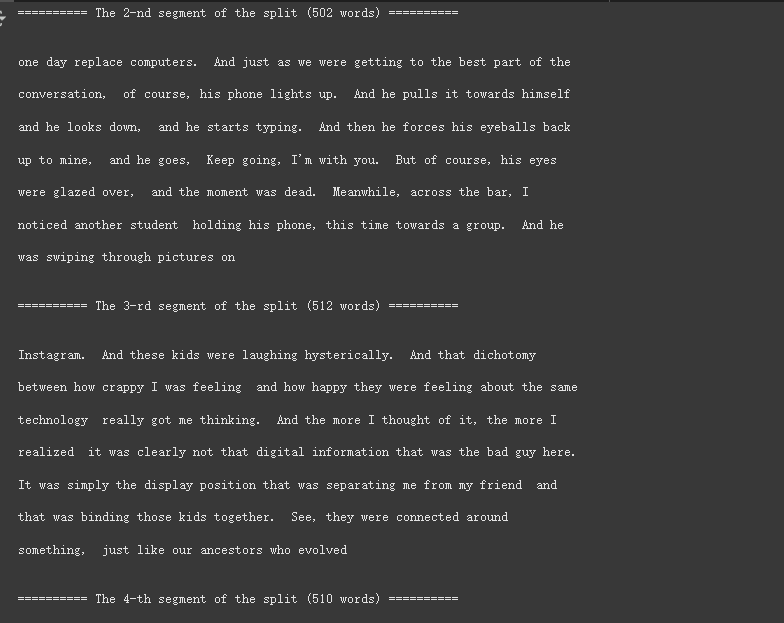 ========== The 2-nd segment of the split (502 words) ==========
one day replace computers.  And just as we were getting to the best part of the
conversation,  of course, his phone lights up.  And he pulls it towards himself
and he looks down,  and he starts typing.  And then he forces his eyeballs back
up to mine,  and he goes,  Keep going, I'm with you.  But of course, his eyes
were glazed over,  and the moment was dead.  Meanwhile, across the bar, I
noticed another student  holding his phone, this time towards a group.  And he
was swiping through pictures on
========== The 3-rd segment of the split (512 words) ==========
Instagram.  And these kids were laughing hysterically.  And that dichotomy
between how crappy I was feeling  and how happy they were feeling about the same
technology  really got me thinking.  And the more I thought of it, the more I
realized  it was clearly not that digital information that was the bad guy here.
It was simply the display position that was separating me from my friend  and
that was binding those kids together.  See, they were connected around
something,  just like our ancestors who evolved
========== The 4-th segment of the split (510 words) ==========